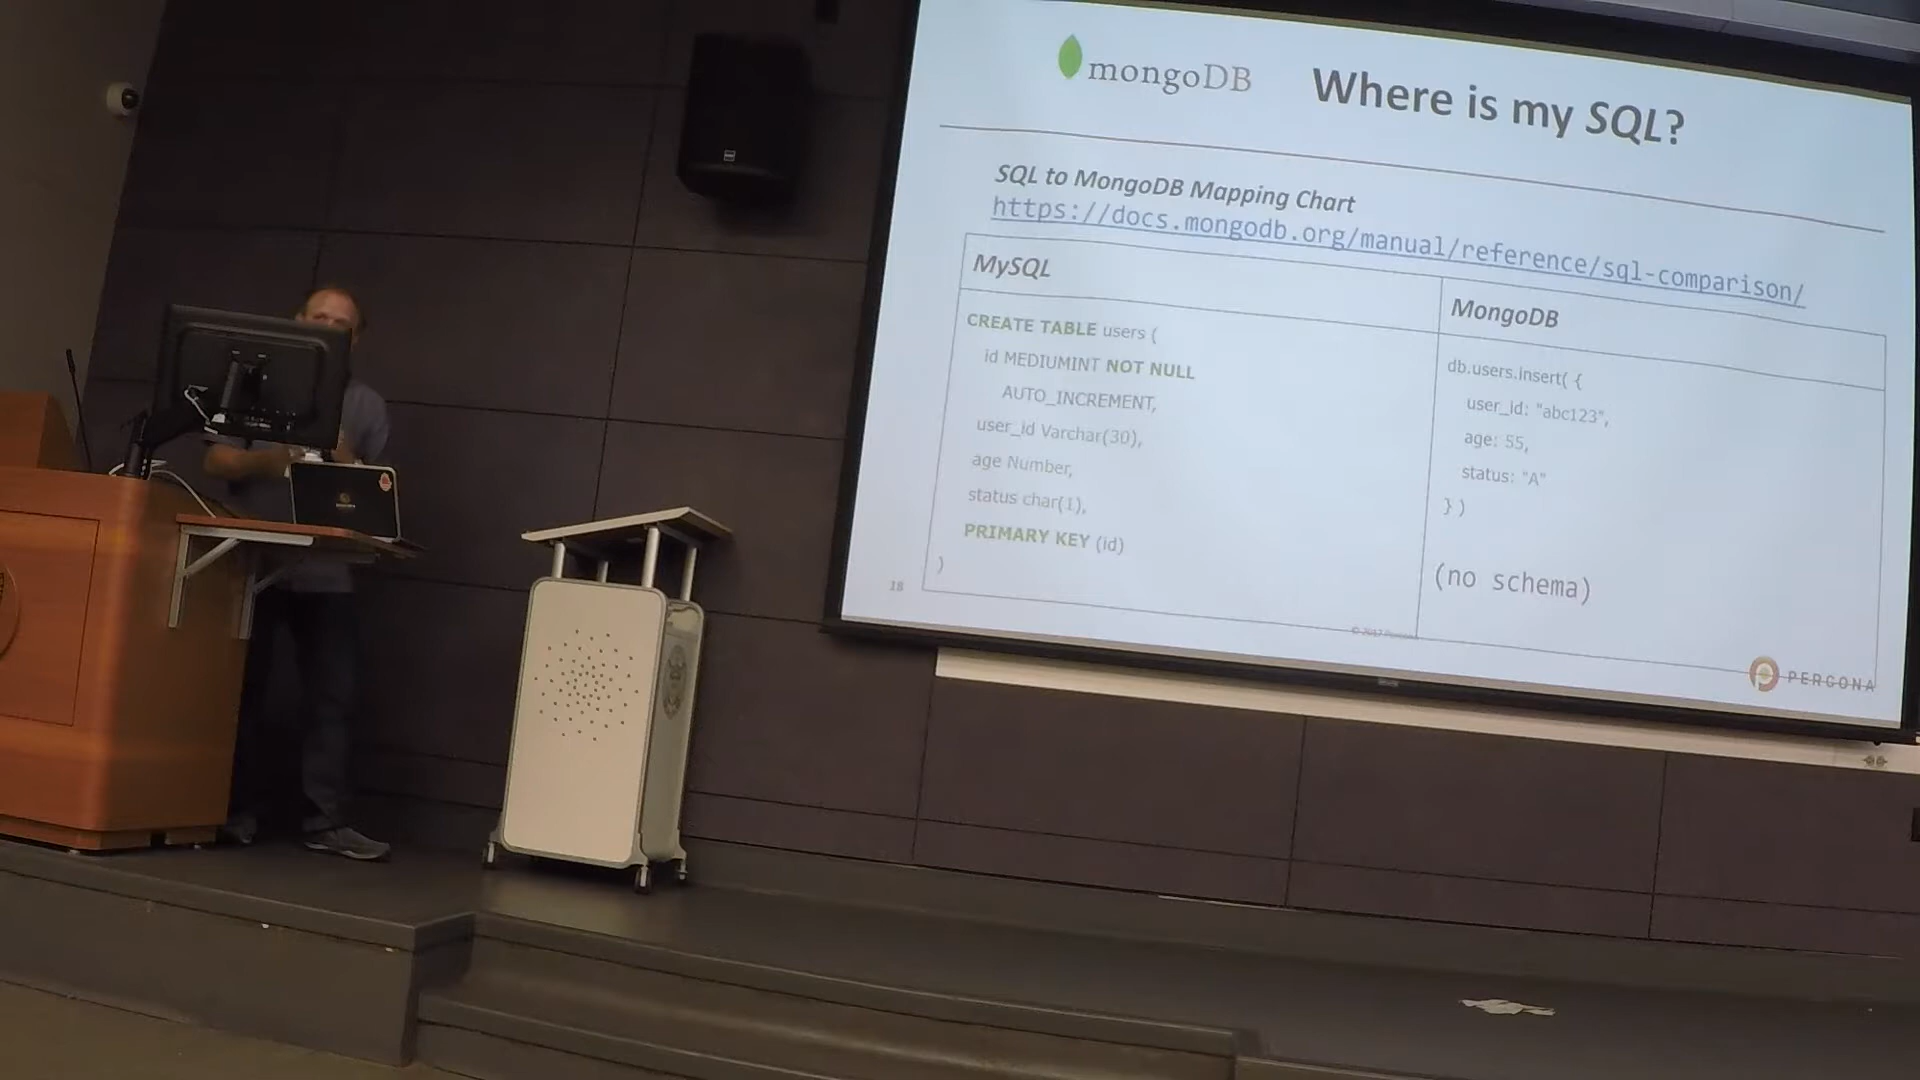 mongoDB
Where is my SQL?
SQL to MongoDB Mapping Chart
https://docs.mongodb.org/manual/reference/sql-comparison/
MySQL
CREATE TABLE users (
id MEDIUMINT NOT NULL
AUTO_INCREMENT,
user_id Varchar(30),
age Number,
status char(1),
PRIMARY KEY (id)
)
MongoDB
db.users.insert( {
user_id: "abc123",
age: 55,
status: "A"
} )
(no schema)
18
© 2017 Percona
PERCONA